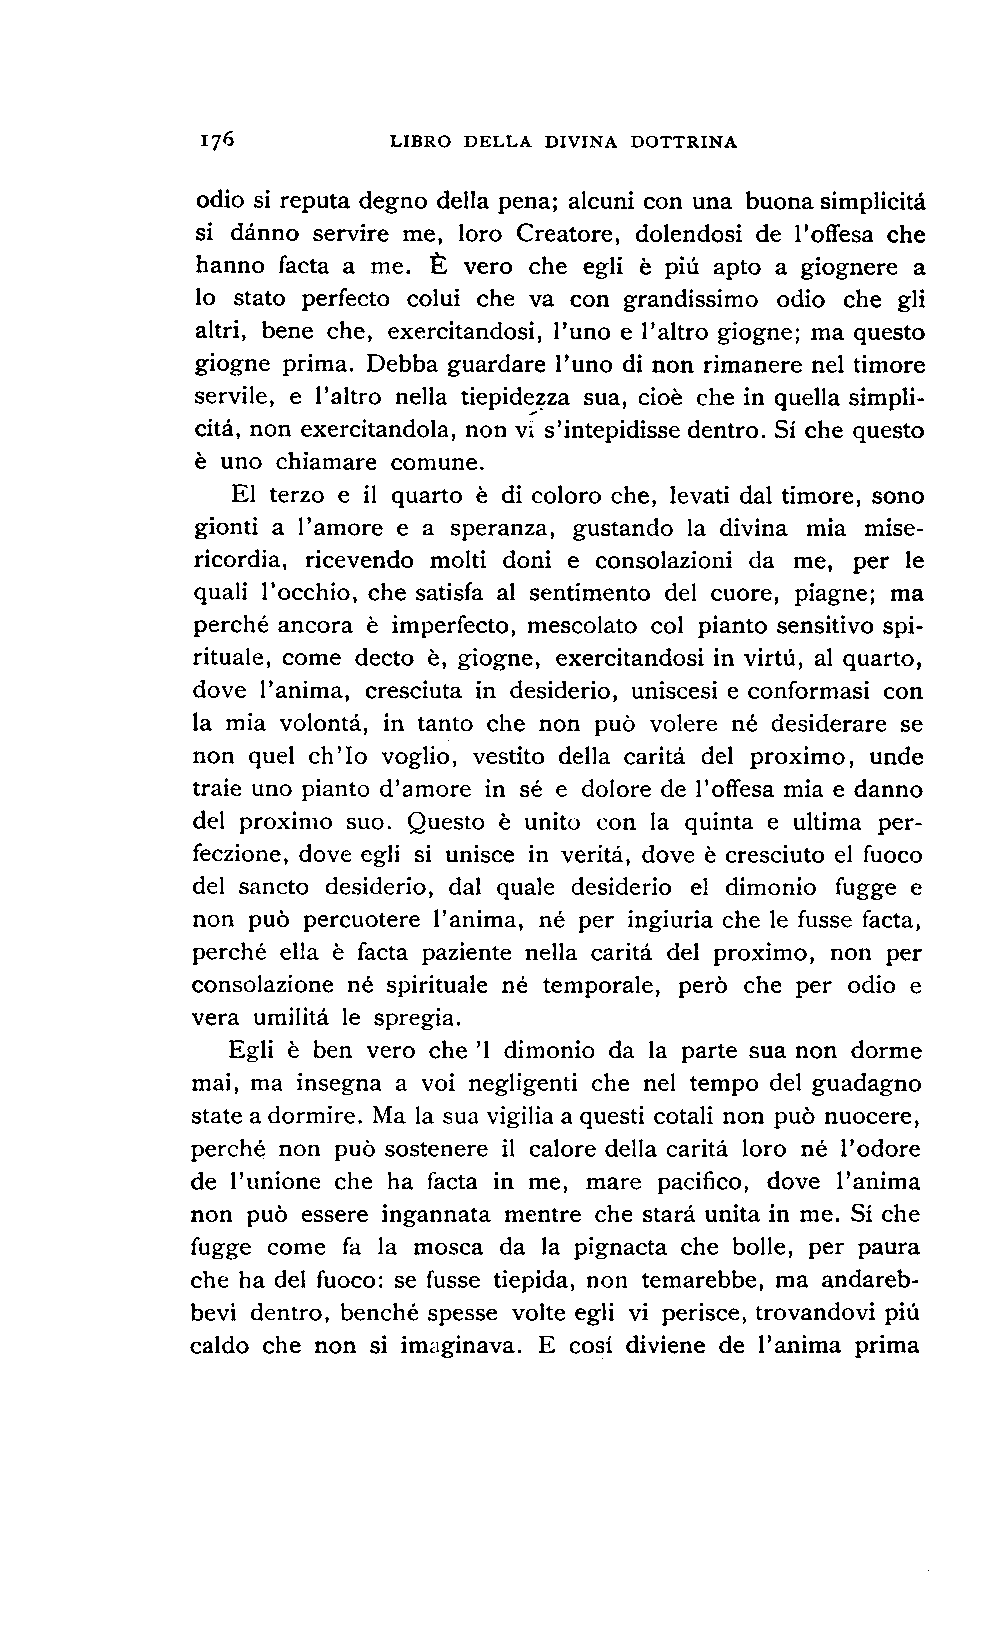 176 LIBRO DELLA DIVINA DOTTRINA
odio si reputa degno della pena; alcuni con una buona simplicitá
si dánno servire me, loro Creatore, dolendosi de l'offesa che
hanno facta a me. È vero che egli è piú apto a giognere a
lo stato perfecto colui che va con grandissimo odio che gli
altri, bene che, exercitandosi, l'uno e l'altro giogne; ma questo
giogne prima. Debba guardare l'uno di non rimanere nel timore
servile, e l'altro nella tiepidezza sua, cioè che in quella simpli-
citá, non exercitandola, non vi s'intepidisse dentro. Sí che questo
è uno chiamare comune.
El terzo e il quarto è di coloro che, levati dal timore, sono
gionti a l'amore e a speranza, gustando la divina mia mise-
ricordia, ricevendo molti doni e consolazioni da me, per le
quali l'occhio, che satisfa al sentimento del cuore, piagne; ma
perché ancora è imperfecto, mescolato col pianto sensitivo spi-
rituale, come decto è, giogne, exercitandosi in virtú, al quarto,
dove l'anima, cresciuta in desiderio, uniscesi e conformasi con
la mia volontá, in tanto che non può volere né desiderare se
non quel ch'Io voglio, vestito della caritá del proximo, unde
traie uno pianto d'amore in sé e dolore de l'offesa mia e danno
del proximo suo. Questo è unito con la quinta e ultima per-
feczione, dove egli si unisce in veritá, dove è cresciuto el fuoco
del sancto desiderio, dal quale desiderio el dimonio fugge e
non può percuotere l'anima, né per ingiuria che le fusse facta,
perché ella è facta paziente nella caritá del proximo, non per
consolazione né spirituale né temporale, però che per odio e
vera umilitá le spregia.
Egli è ben vero che 'l dimonio da la parte sua non dorme
mai, ma insegna a voi negligenti che nel tempo del guadagno
state a dormire. Ma la sua vigilia a questi cotali non può nuocere,
perché non può sostenere il calore della caritá loro né l'odore
de l'unione che ha facta in me, mare pacifico, dove l'anima
non può essere ingannata mentre che stará unita in me. Sí che
fugge come fa la mosca da la pignacta che bolle, per paura
che ha del fuoco: se fusse tiepida, non temarebbe, ma andareb-
bevi dentro, benché spesse volte egli vi perisce, trovandovi piú
caldo che non si imaginava. E cosí diviene de l'anima prima